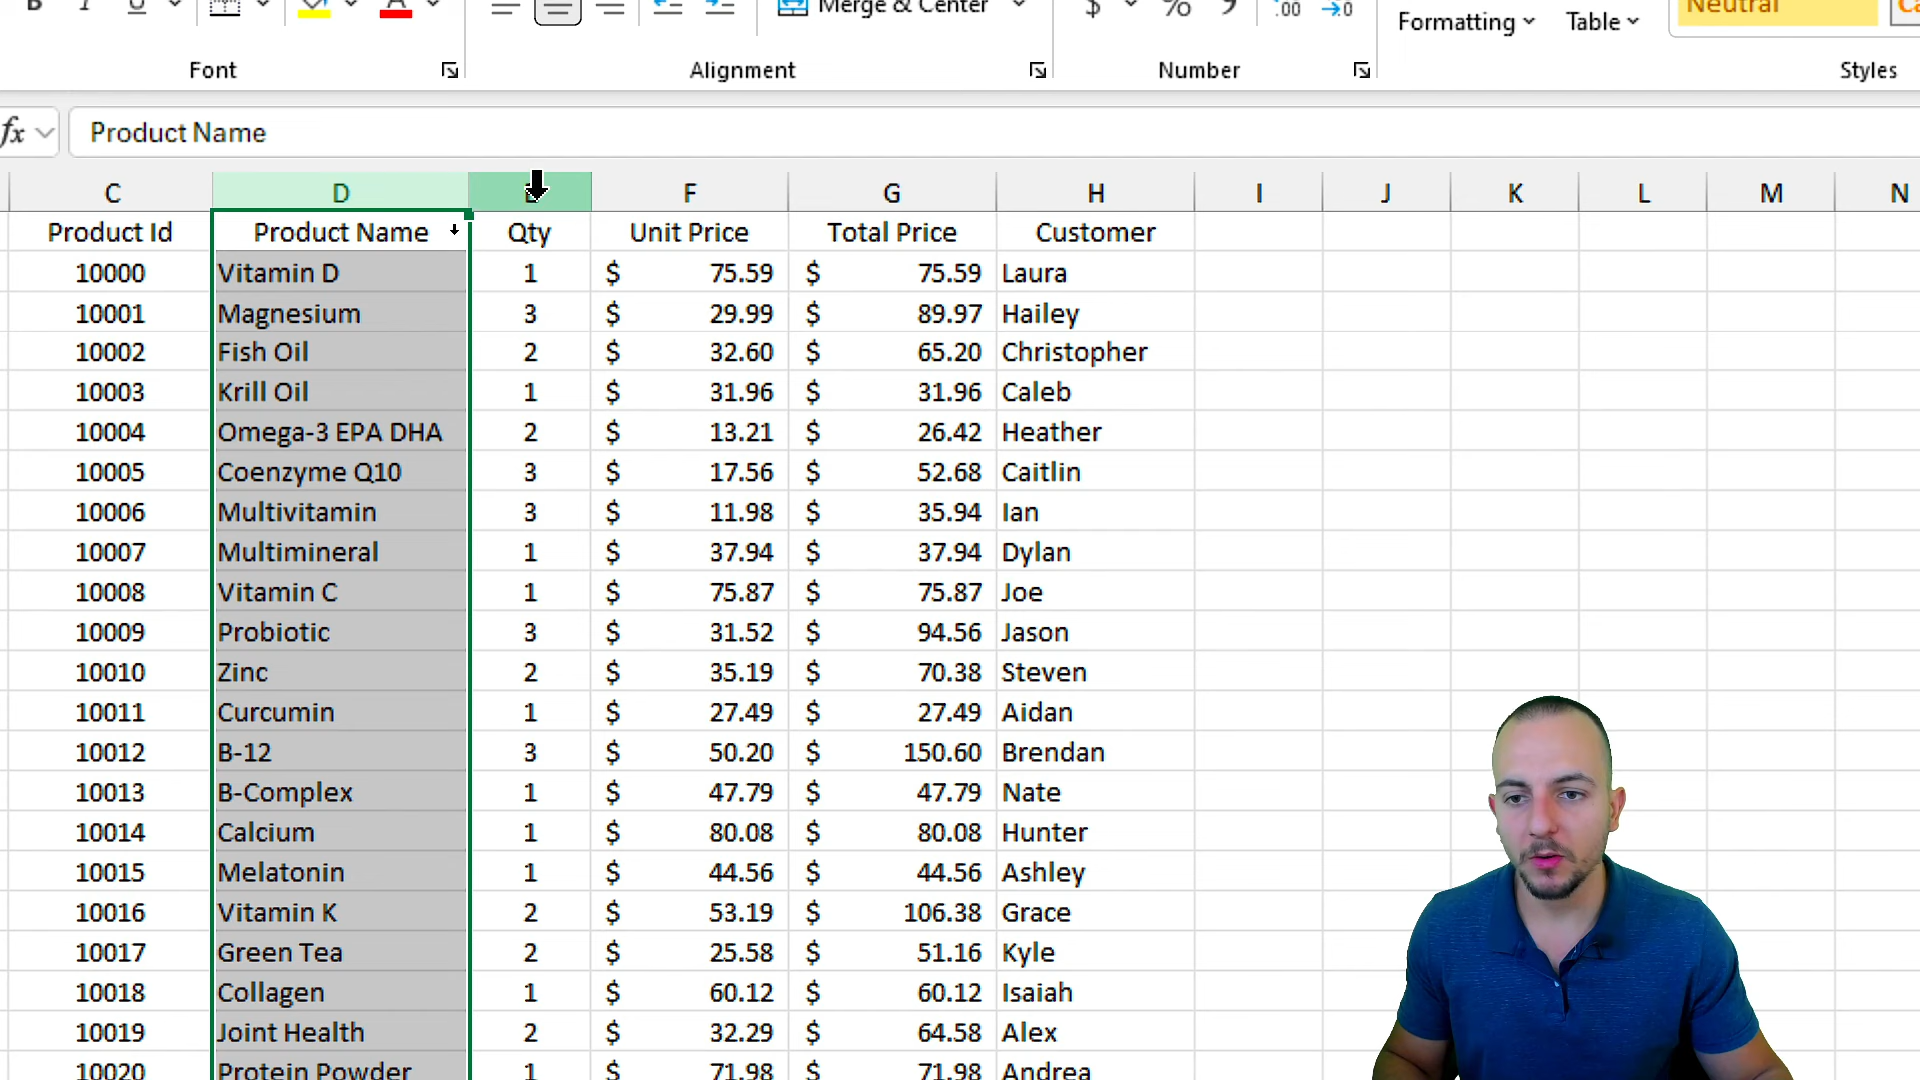 B I U Merge & Center $ % 9 .00 Formatting Table Neutral
Font Alignment Number Styles
fx Product Name
C D F G H I J K L M N
Product Id Product Name Qty Unit Price Total Price Customer
10000 Vitamin D 1 $ 75.59 $ 75.59 Laura
10001 Magnesium 3 $ 29.99 $ 89.97 Hailey
10002 Fish Oil 2 $ 32.60 $ 65.20 Christopher
10003 Krill Oil 1 $ 31.96 $ 31.96 Caleb
10004 Omega-3 EPA DHA 2 $ 13.21 $ 26.42 Heather
10005 Coenzyme Q10 3 $ 17.56 $ 52.68 Caitlin
10006 Multivitamin 3 $ 11.98 $ 35.94 Ian
10007 Multimineral 1 $ 37.94 $ 37.94 Dylan
10008 Vitamin C 1 $ 75.87 $ 75.87 Joe
10009 Probiotic 3 $ 31.52 $ 94.56 Jason
10010 Zinc 2 $ 35.19 $ 70.38 Steven
10011 Curcumin 1 $ 27.49 $ 27.49 Aidan
10012 B-12 3 $ 50.20 $ 150.60 Brendan
10013 B-Complex 1 $ 47.79 $ 47.79 Nate
10014 Calcium 1 $ 80.08 $ 80.08 Hunter
10015 Melatonin 1 $ 44.56 $ 44.56 Ashley
10016 Vitamin K 2 $ 53.19 $ 106.38 Grace
10017 Green Tea 2 $ 25.58 $ 51.16 Kyle
10018 Collagen 1 $ 60.12 $ 60.12 Isaiah
10019 Joint Health 2 $ 32.29 $ 64.58 Alex
10020 Protein Powder 1 $ 71.98 $ 71.98 Andrea